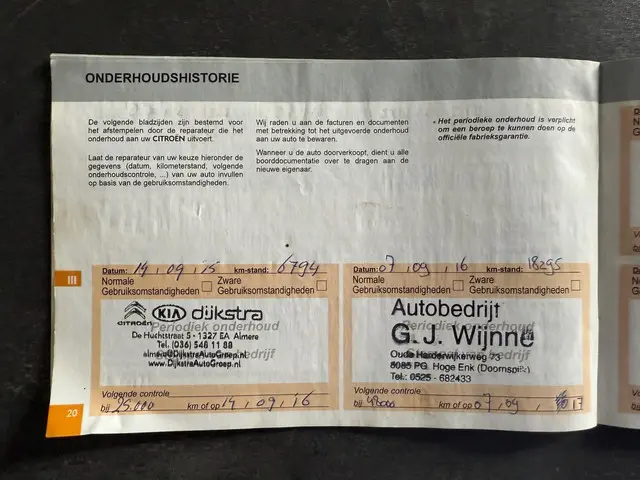 ONDERHOUDSHISTORIE
De volgende bladzijden zijn bestemd voor
het afstempelen door de reparateur die het
onderhoud aan uw CITROËN uitvoert.
Laat de reparateur van uw keuze hieronder de
gegevens (datum, kilometerstand, volgende
onderhoudscontrole, ...) van uw auto invullen
op basis van de gebruiksomstandigheden.
Wij raden u aan de facturen en documenten
met betrekking tot het uitgevoerde onderhoud
aan uw auto te bewaren.
Wanneer u de auto doorverkoopt, dient u alle
boorddocumentatie over te dragen aan de
nieuwe eigenaar.
* Het periodieke onderhoud is verplicht
om een beroep te kunnen doen op de
officiële fabrieksgarantie.
III
Datum: 14, 09, 15 km-stand: 6794
Normale
Gebruiksomstandigheden
Zware
Gebruiksomstandigheden
CITROËN KIA dijkstra
Periodiek onderhoud
De Huchtstraat 5 - 1327 EA Almere
Tel. (036) 548 11 88
almere@DijkstraAutoGroep.nl
www.DijkstraAutoGroep.nl
Volgende controle
bij 25.000 km of op 14, 09, 16
Datum: 07, 09, 16 km-stand: 18295
Normale
Gebruiksomstandigheden
Zware
Gebruiksomstandigheden
Autobedrijf
Periodiek onderhoud
G. J. Wijnne
Oude Harderwijkerweg 73
8085 PG Hoge Enk (Doornspijk)
Tel.: 0525 - 682433
Volgende controle
bij km of op 07, 09, 17
20